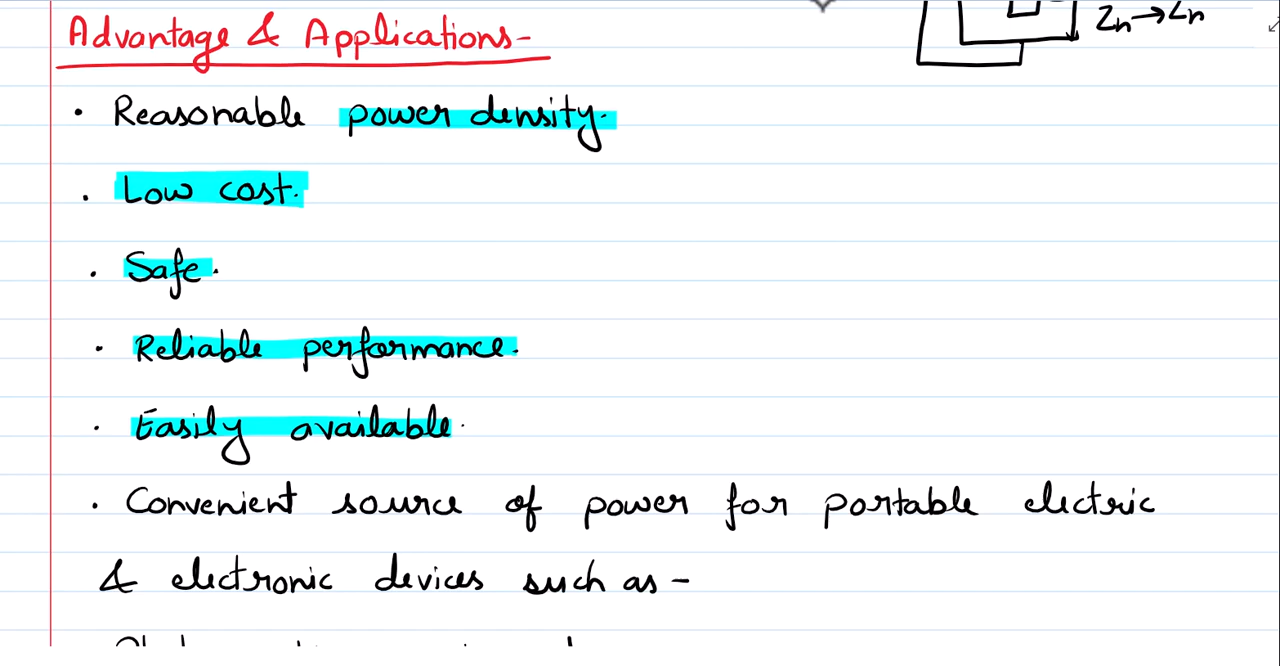 Advantage & Applications-
Zn→Zn
• Reasonable power density.
• Low cost.
• Safe.
• Reliable performance.
• Easily available.
• Convenient source of power for portable electric
& electronic devices such as -